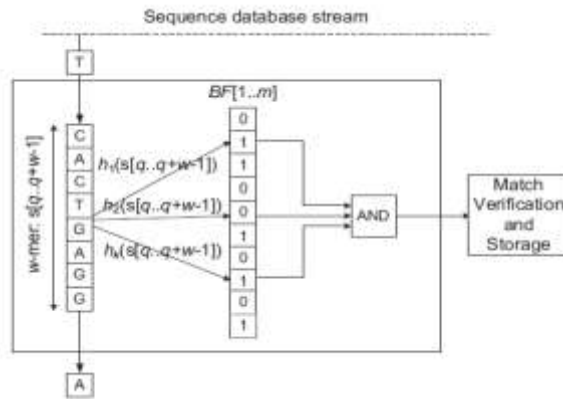 Sequence database stream
T
BF[1..m]
w-mer: s[q..q+w-1]
C
A
C
T
G
A
G
G
h1(s[q..q+w-1])
h2(s[q..q+w-1])
hk(s[q..q+w-1])
0
1
1
0
0
1
0
1
0
1
AND
Match
Verification
and
Storage
A